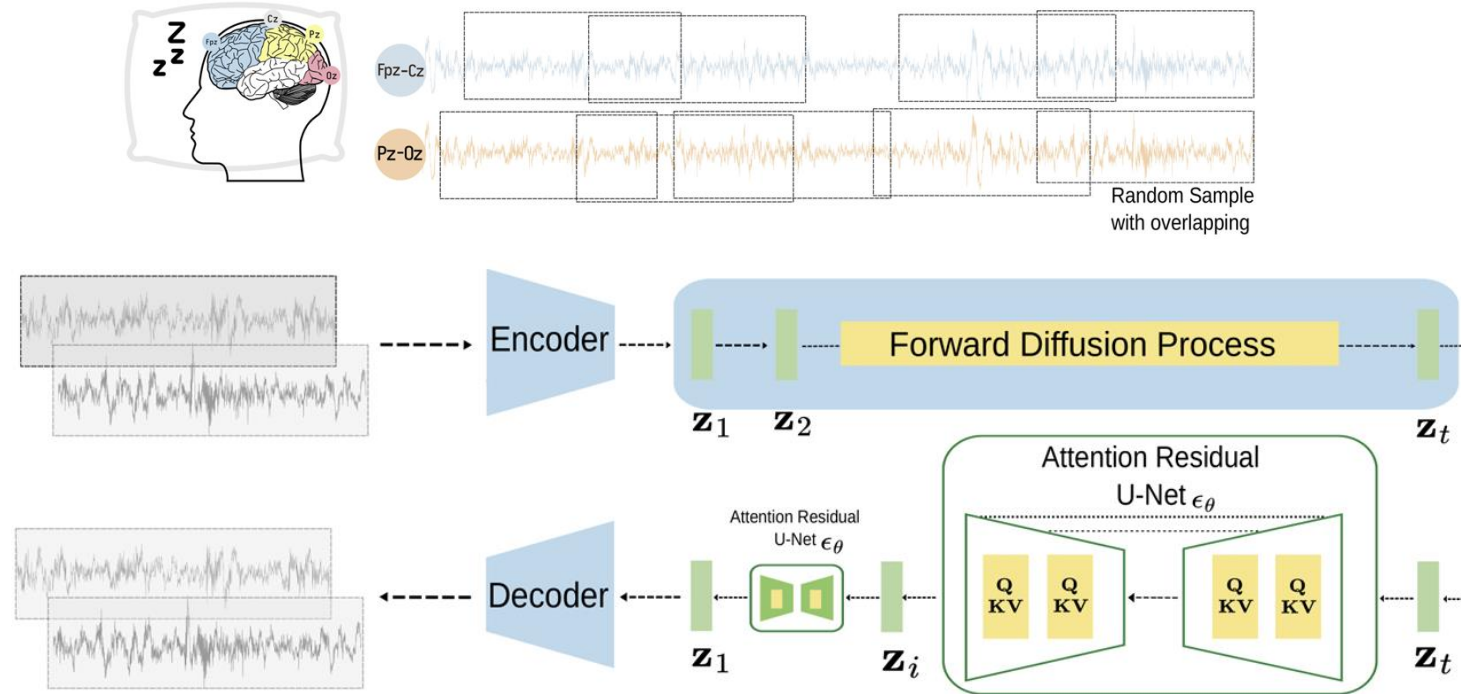 Z
Z
Z
Fpz
Cz
Pz
Oz
Fpz-Cz
Pz-Oz
Random Sample
with overlapping
Encoder
Forward Diffusion Process
z₁
z₂
zₜ
Attention Residual
U-Net ϵθ
Attention Residual
U-Net ϵθ
Decoder
Q
KV
Q
KV
Q
KV
Q
KV
z₁
zᵢ
zₜ